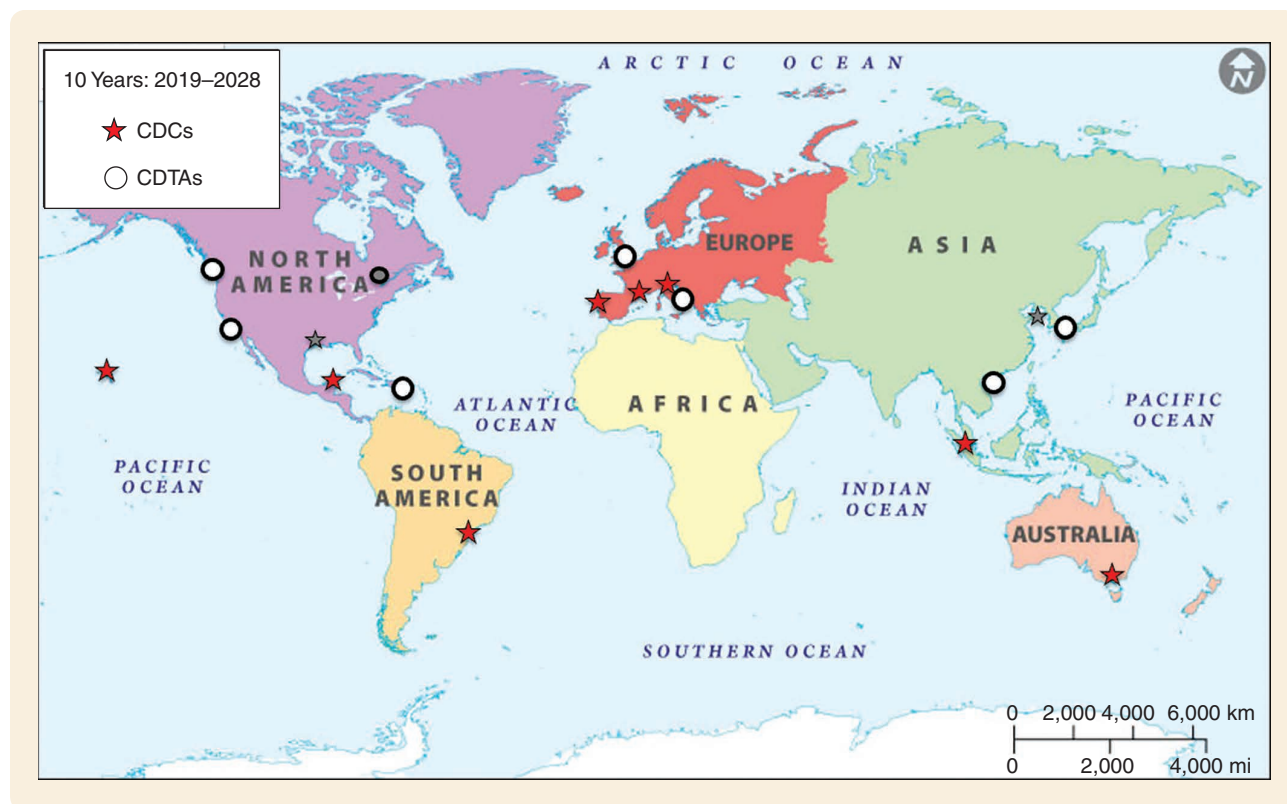 10 Years: 2019–2028
CDCs
CDTAs
ARCTIC OCEAN
N
NORTH
AMERICA
EUROPE
ASIA
ATLANTIC
OCEAN
AFRICA
PACIFIC
OCEAN
PACIFIC
OCEAN
SOUTH
AMERICA
INDIAN
OCEAN
AUSTRALIA
SOUTHERN OCEAN
0 2,000 4,000 6,000 km
0 2,000 4,000 mi